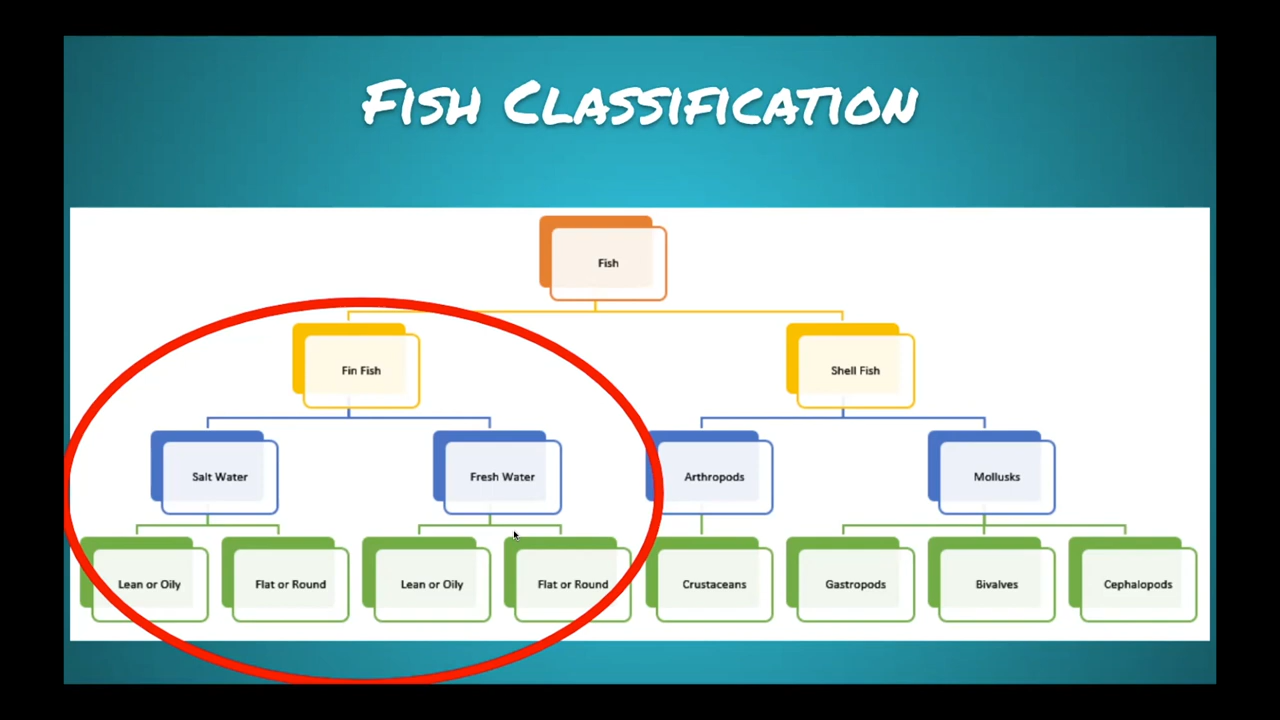 Fish Classification
Fish
Fin Fish
Shell Fish
Salt Water
Fresh Water
Arthropods
Mollusks
Lean or Oily
Flat or Round
Lean or Oily
Flat or Round
Crustaceans
Gastropods
Bivalves
Cephalopods